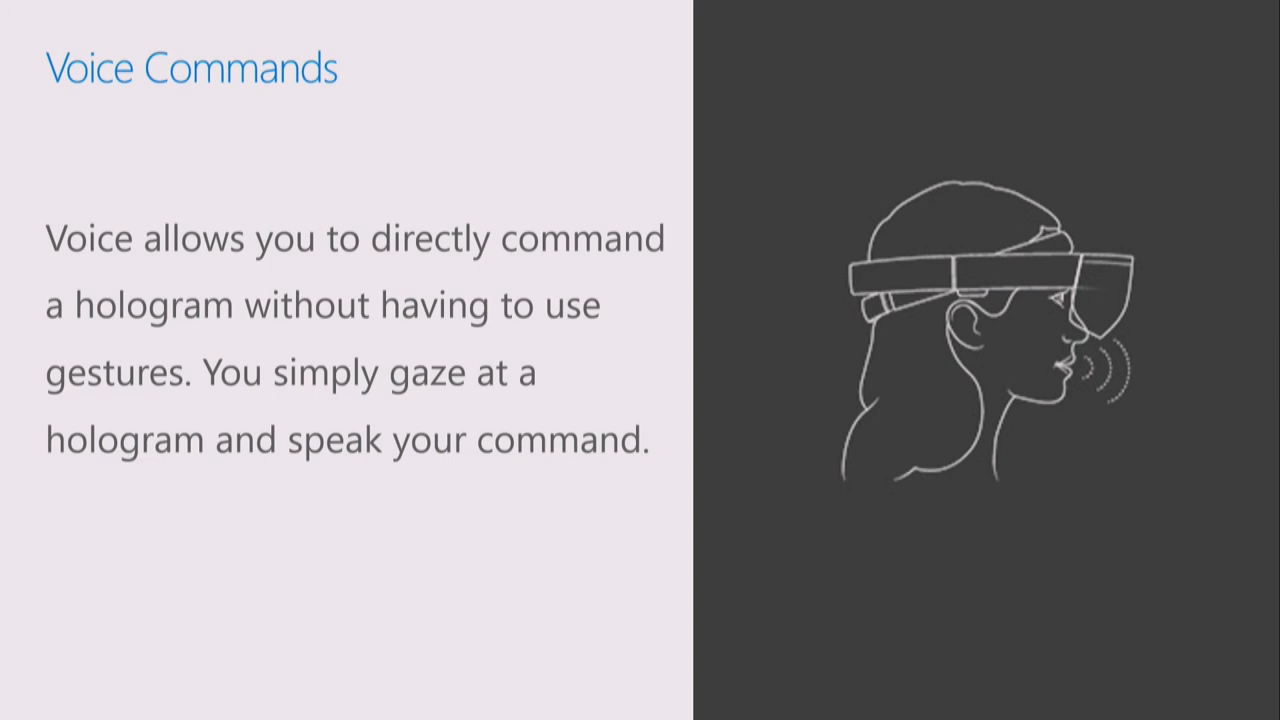 Voice Commands
Voice allows you to directly command
a hologram without having to use
gestures. You simply gaze at a
hologram and speak your command.